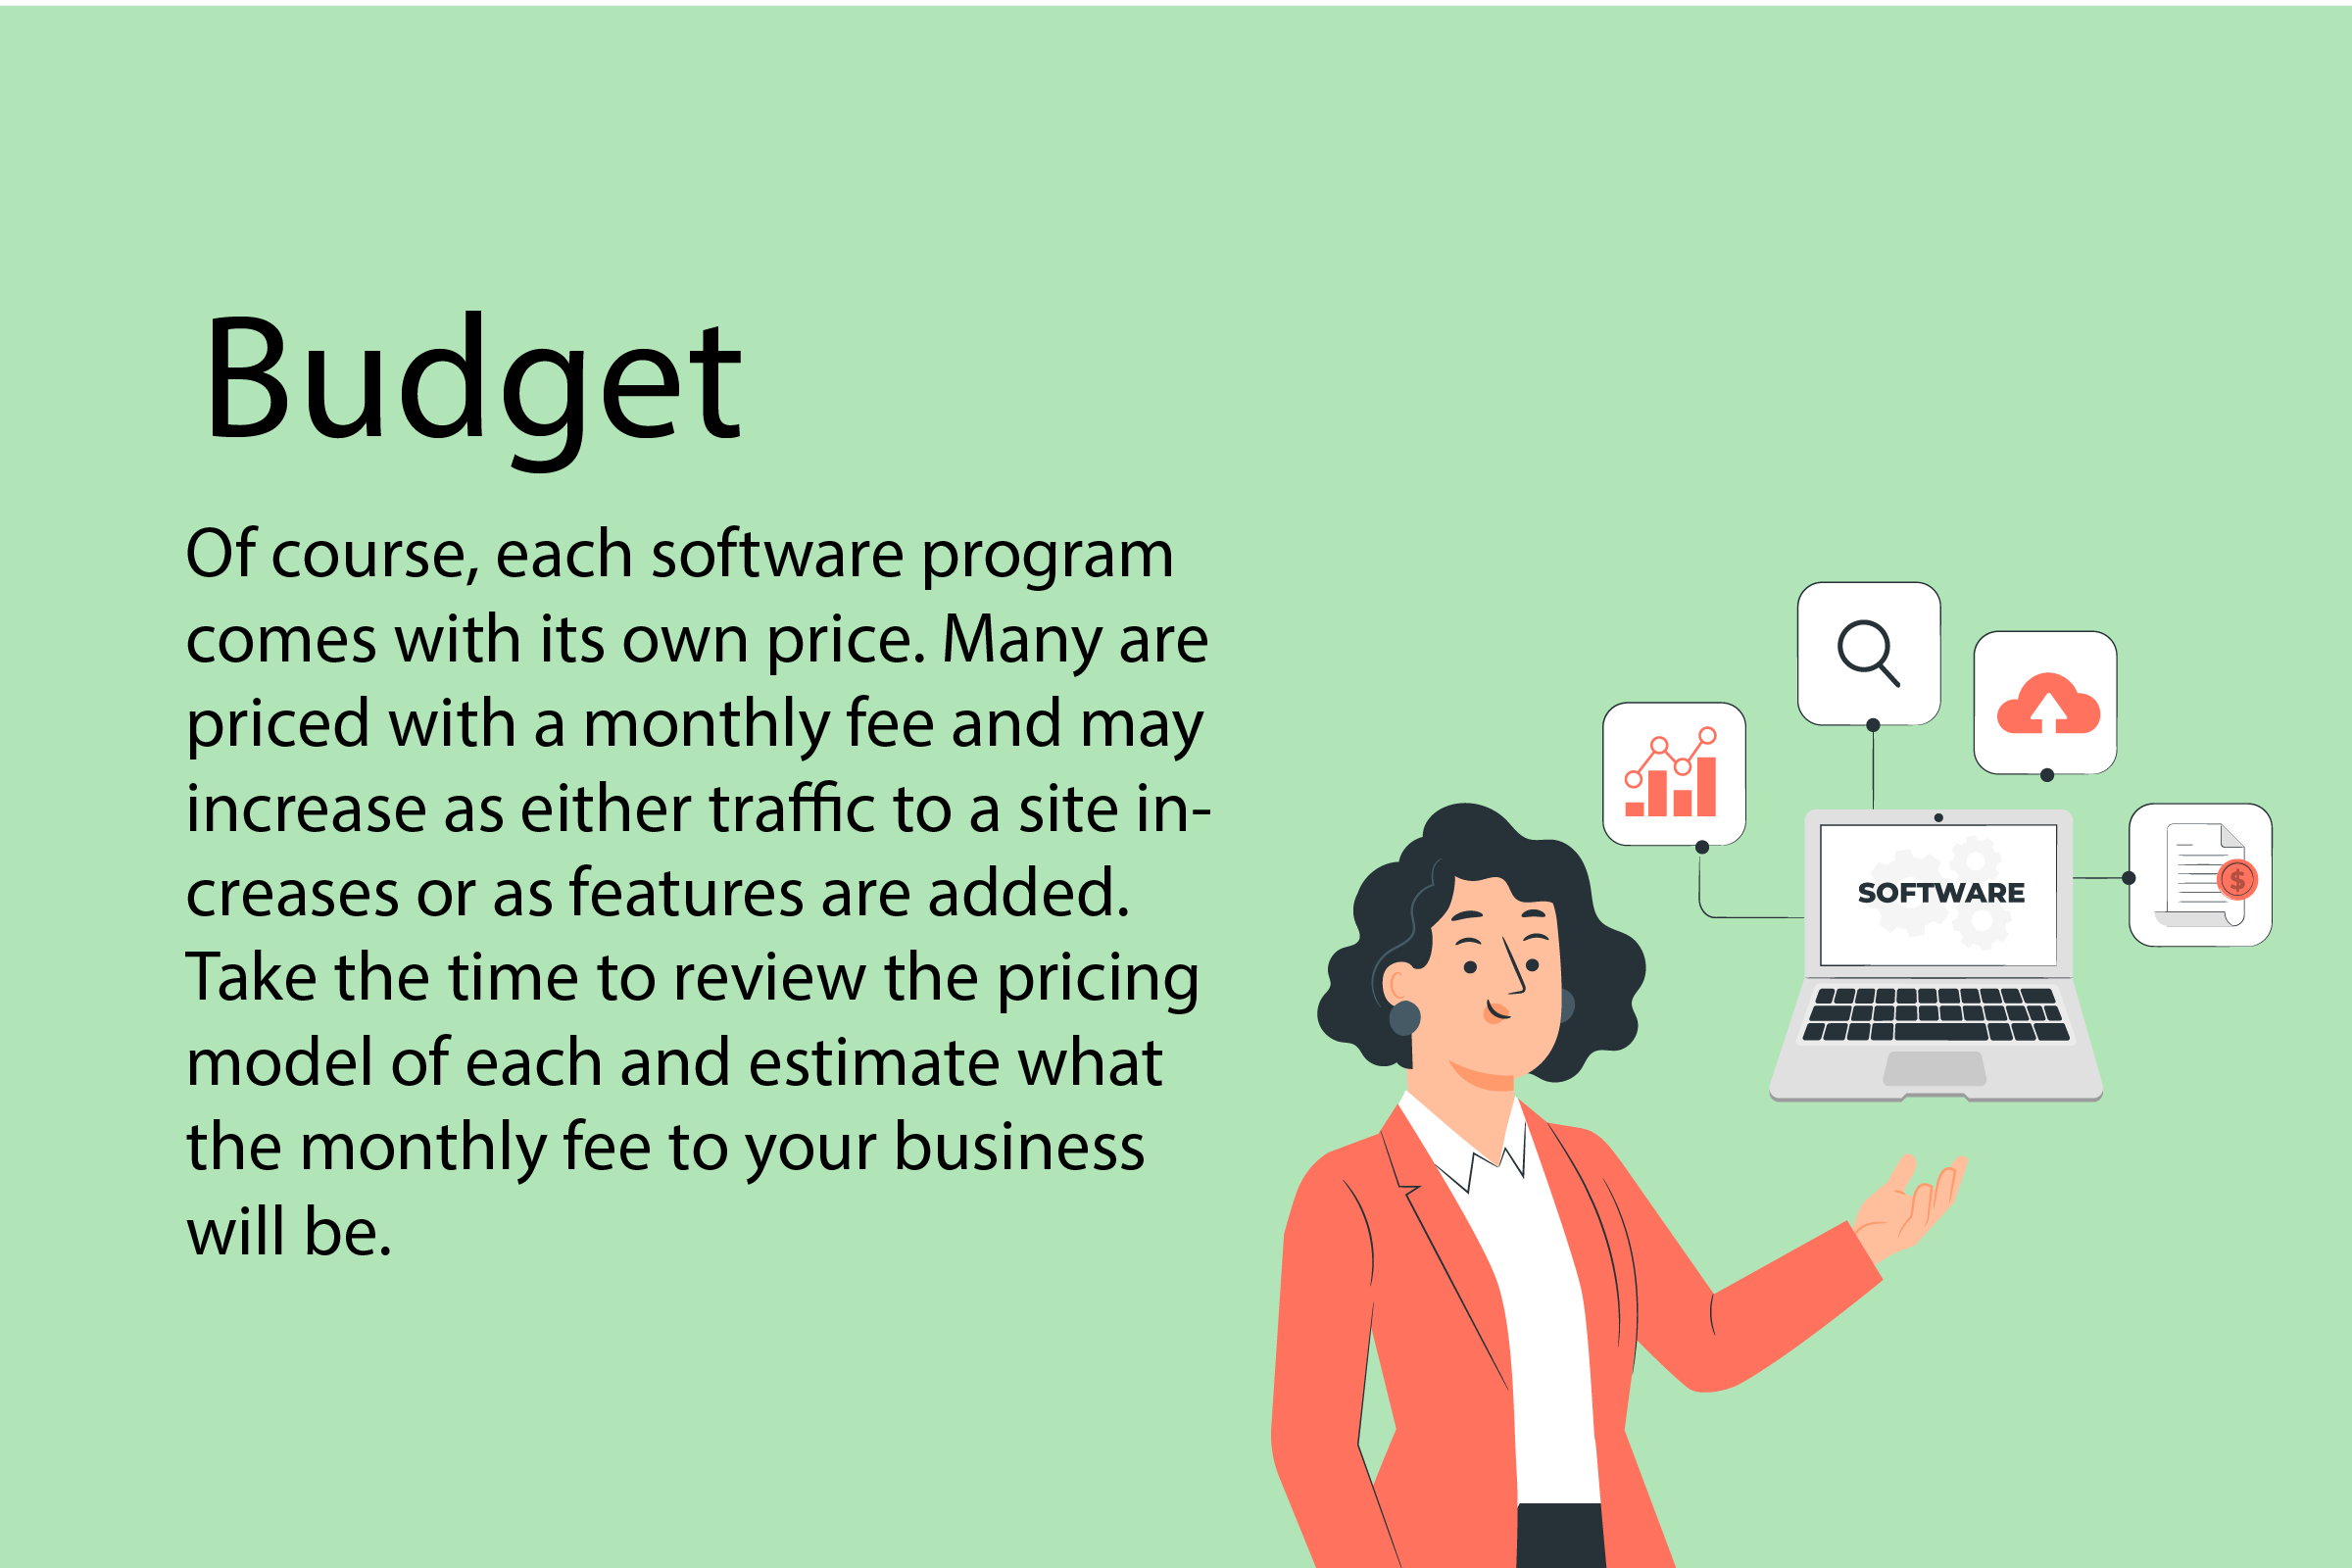 Budget
Of course, each software program
comes with its own price. Many are
priced with a monthly fee and may
increase as either traffic to a site in-
creases or as features are added.
Take the time to review the pricing
model of each and estimate what
the monthly fee to your business
will be.
SOFTWARE
$